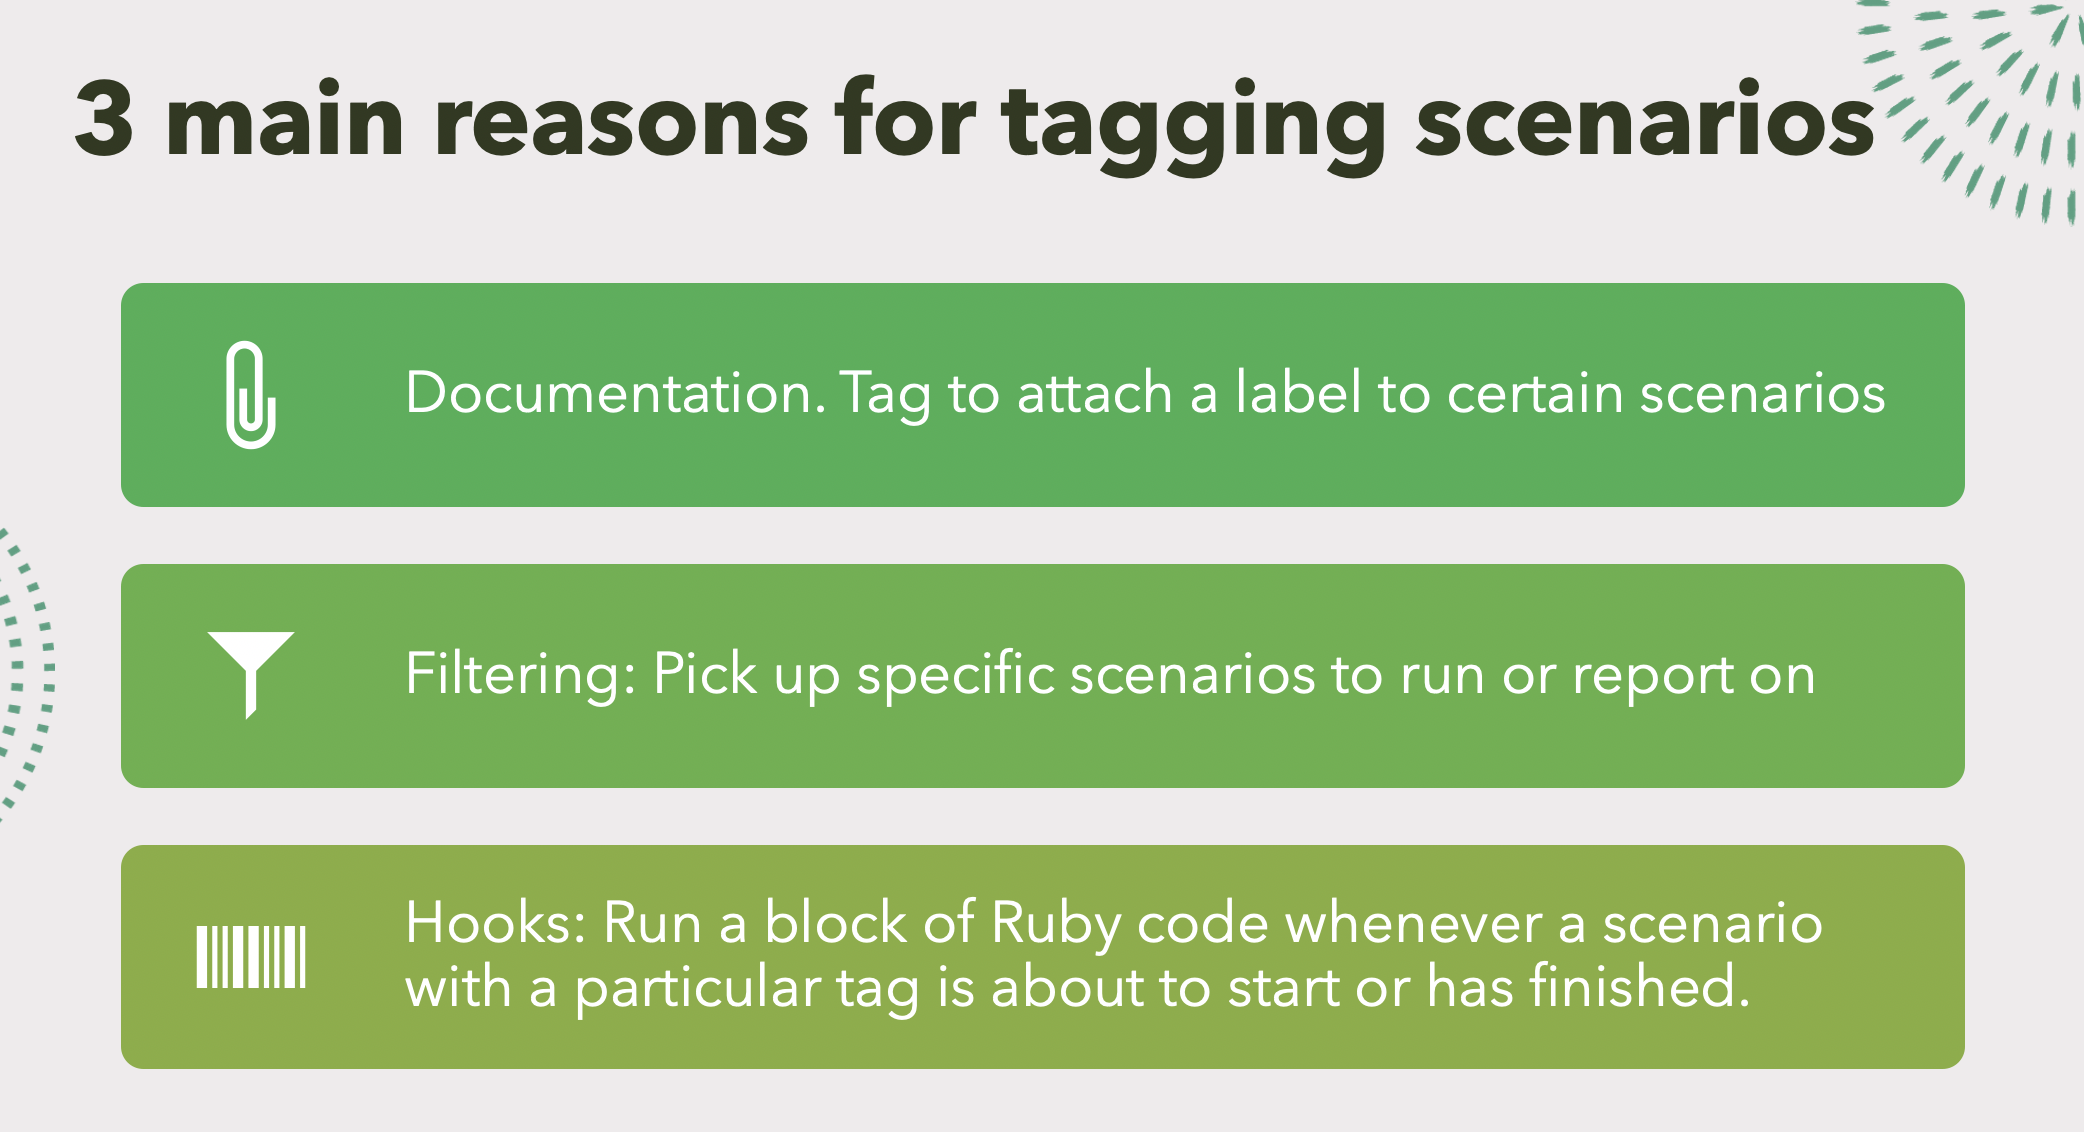 3 main reasons for tagging scenarios
Documentation. Tag to attach a label to certain scenarios
Filtering: Pick up specific scenarios to run or report on
Hooks: Run a block of Ruby code whenever a scenario
with a particular tag is about to start or has finished.